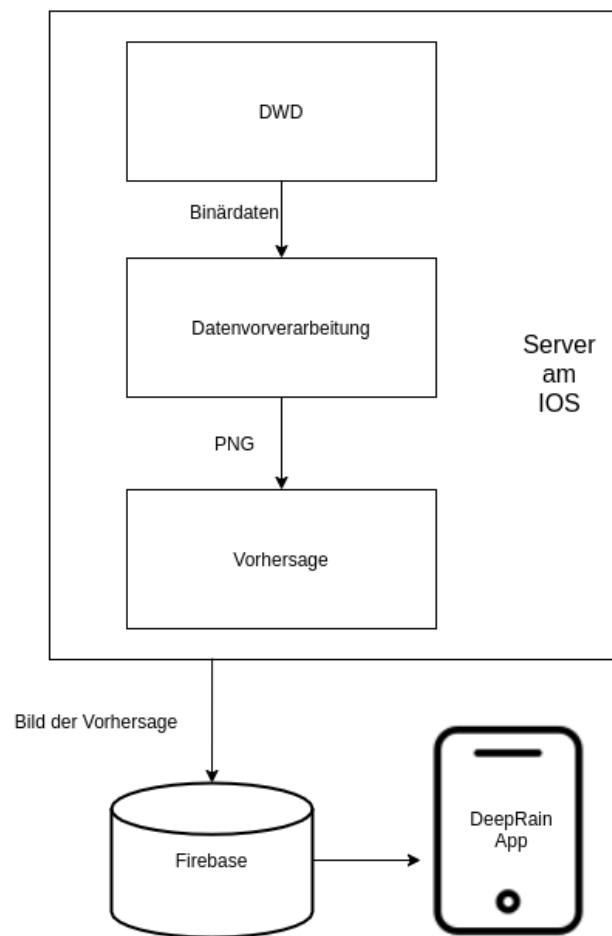 DWD
Binärdaten
Datenvorverarbeitung
Server
am
IOS
PNG
Vorhersage
Bild der Vorhersage
Firebase
DeepRain
App